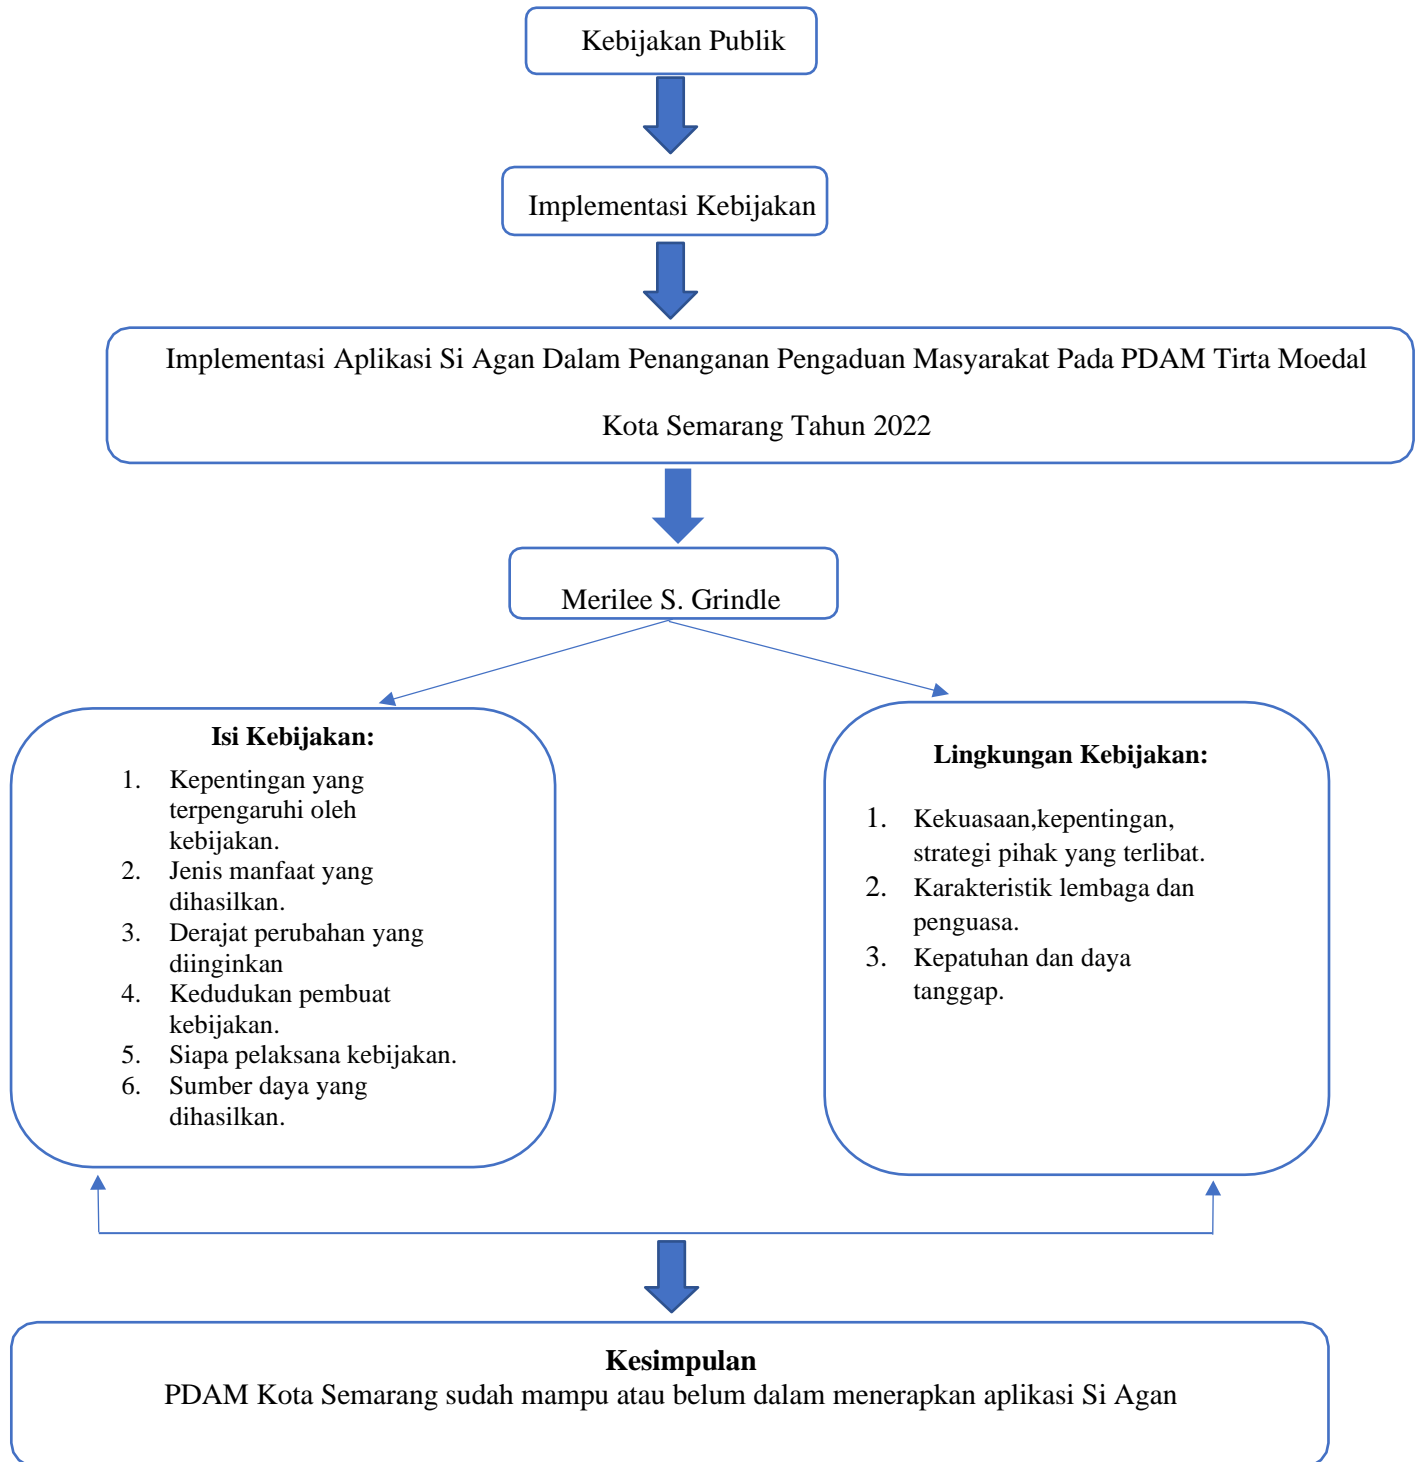 Kebijakan Publik
Implementasi Kebijakan
Implementasi Aplikasi Si Agan Dalam Penanganan Pengaduan Masyarakat Pada PDAM Tirta Moedal
Kota Semarang Tahun 2022
Merilee S. Grindle
Isi Kebijakan:
1. Kepentingan yang
terpengaruhi oleh
kebijakan.
2. Jenis manfaat yang
dihasilkan.
3. Derajat perubahan yang
diinginkan
4. Kedudukan pembuat
kebijakan.
5. Siapa pelaksana kebijakan.
6. Sumber daya yang
dihasilkan.
Lingkungan Kebijakan:
1. Kekuasaan,kepentingan,
strategi pihak yang terlibat.
2. Karakteristik lembaga dan
penguasa.
3. Kepatuhan dan daya
tanggap.
Kesimpulan
PDAM Kota Semarang sudah mampu atau belum dalam menerapkan aplikasi Si Agan